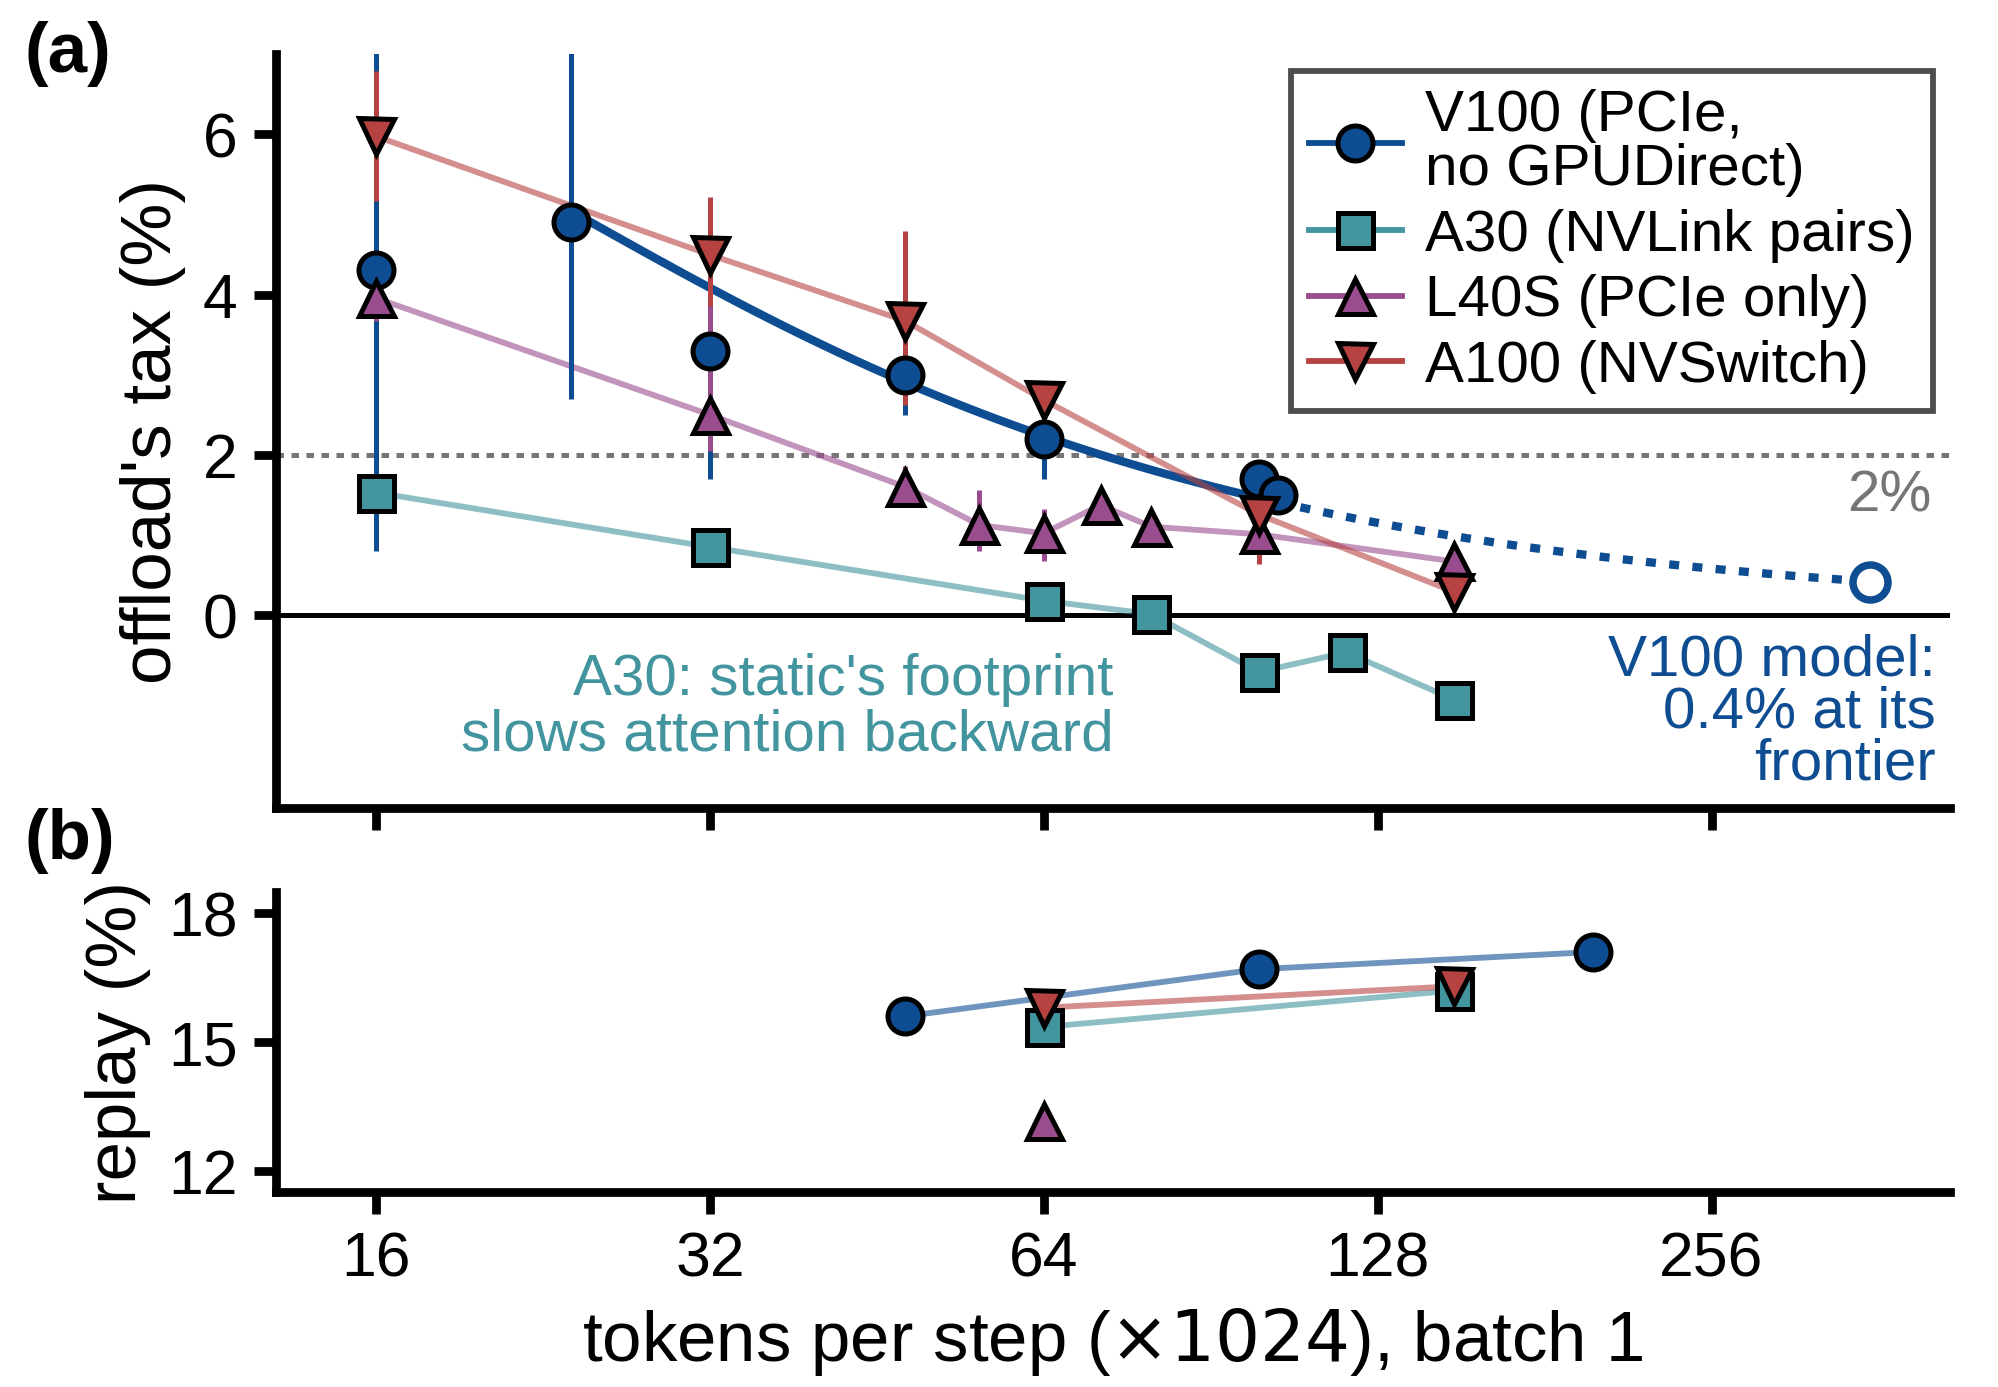 (a)
offload's tax (%)
6
4
2
0
V100 (PCIe,
no GPUDirect)
A30 (NVLink pairs)
L40S (PCIe only)
A100 (NVSwitch)
2%
A30: static's footprint
slows attention backward
V100 model:
0.4% at its
frontier
(b)
replay (%)
18
15
12
16
32
64
128
256
tokens per step (×1024), batch 1